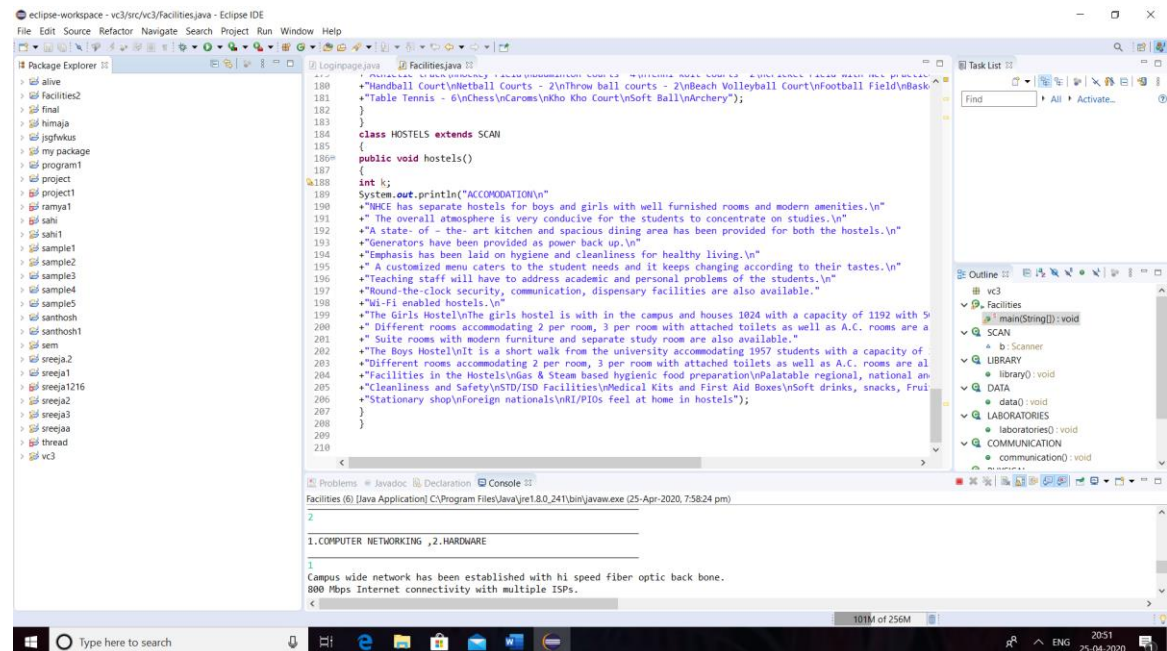 eclipse-workspace - vc3/src/vc3/Facilities.java - Eclipse IDE
File Edit Source Refactor Navigate Search Project Run Window Help
Package Explorer
alive
Facilities2
final
himaja
jsgfwkus
my package
program1
project
project1
ramya1
sahi
sahi1
sample1
sample2
sample3
sample4
sample5
santhosh
santhosh1
sem
sreeja.2
sreeja1
sreeja1216
sreeja2
sreeja3
sreejaa
thread
vc3
Loginpage.java Facilities.java
180 +"Handball Court\nNetball Courts - 2\nThrow ball courts - 2\nBeach Volleyball Court\nFootball Field\nBask
181 +"Table Tennis - 6\nChess\nCaroms\nKho Kho Court\nSoft Ball\nArchery");
182 }
183 }
184 class HOSTELS extends SCAN
185 {
186 public void hostels()
187 {
188 int k;
189 System.out.println("ACCOMODATION\n"
190 +"NHCE has separate hostels for boys and girls with well furnished rooms and modern amenities.\n"
191 +" The overall atmosphere is very conducive for the students to concentrate on studies.\n"
192 +"A state- of – the- art kitchen and spacious dining area has been provided for both the hostels.\n"
193 +"Generators have been provided as power back up.\n"
194 +"Emphasis has been laid on hygiene and cleanliness for healthy living.\n"
195 +" A customized menu caters to the student needs and it keeps changing according to their tastes.\n"
196 +"Teaching staff will have to address academic and personal problems of the students.\n"
197 +"Round-the-clock security, communication, dispensary facilities are also available."
198 +"Wi-Fi enabled hostels.\n"
199 +"The Girls Hostel\nThe girls hostel is with in the campus and houses 1024 with a capacity of 1192 with
200 +" Different rooms accommodating 2 per room, 3 per room with attached toilets as well as A.C. rooms are a
201 +" Suite rooms with modern furniture and separate study room are also available."
202 +"The Boys Hostel\nIt is a short walk from the university accommodating 1957 students with a capacity of
203 +"Different rooms accommodating 2 per room, 3 per room with attached toilets as well as A.C. rooms are al
204 +"Facilities in the Hostels\nGas & Steam based hygienic food preparation\nPalatable regional, national an
205 +"Cleanliness and Safety\nSTD/ISD Facilities\nMedical Kits and First Aid Boxes\nSoft drinks, snacks, Frui
206 +"Stationary shop\nForeign nationals\nRI/PIOs feel at home in hostels");
207 }
208 }
209
210
Task List
Find All Activate...
Outline
vc3
Facilities
main(String[]) : void
SCAN
b : Scanner
LIBRARY
library() : void
DATA
data() : void
LABORATORIES
laboratories() : void
COMMUNICATION
communication() : void
Problems Javadoc Declaration Console
Facilities (6) [Java Application] C:\Program Files\Java\jre1.8.0_241\bin\javaw.exe (25-Apr-2020, 7:58:24 pm)
2
1.COMPUTER NETWORKING ,2.HARDWARE
1
Campus wide network has been established with hi speed fiber optic back bone.
800 Mbps Internet connectivity with multiple ISPs.
101M of 256M
Type here to search
ENG
20:51
25-04-2020